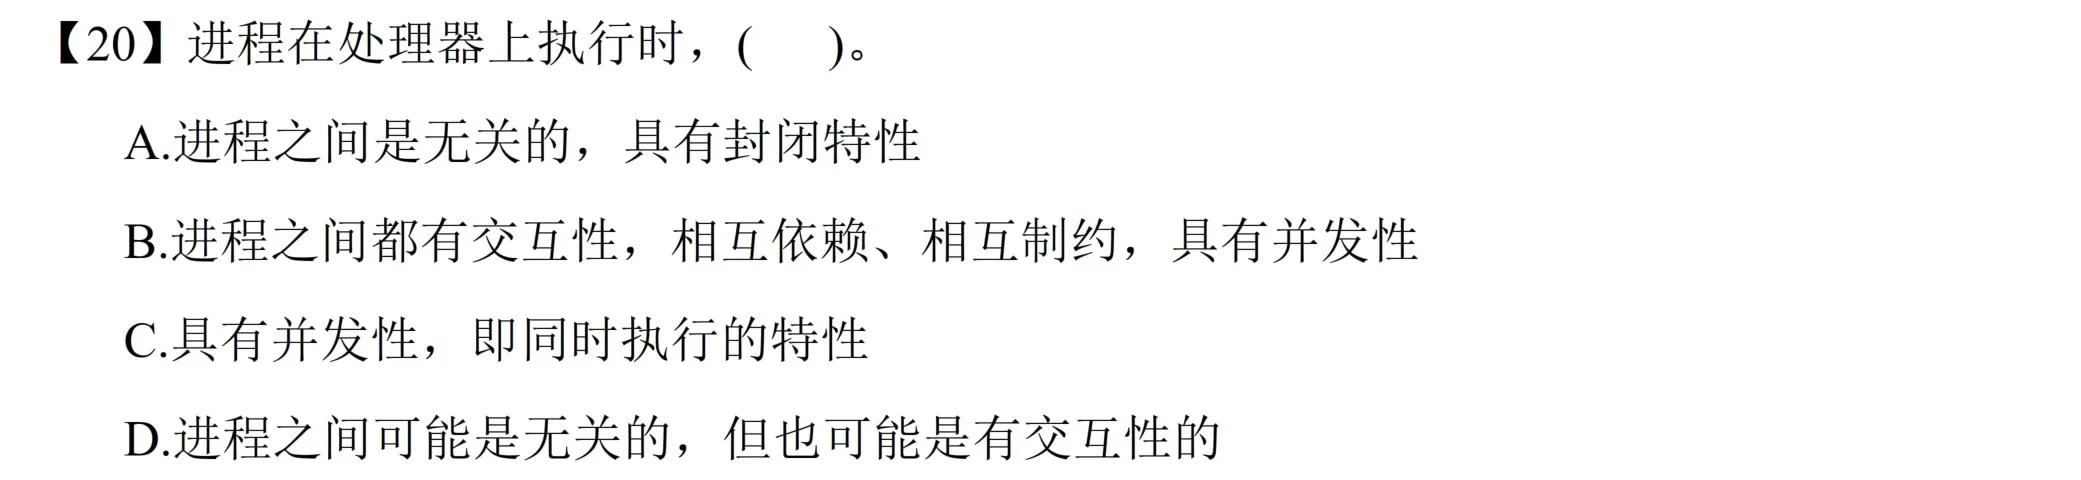 【20】进程在处理器上执行时，(    )。
A.进程之间是无关的，具有封闭特性
B.进程之间都有交互性，相互依赖、相互制约，具有并发性
C.具有并发性，即同时执行的特性
D.进程之间可能是无关的，但也可能是有交互性的